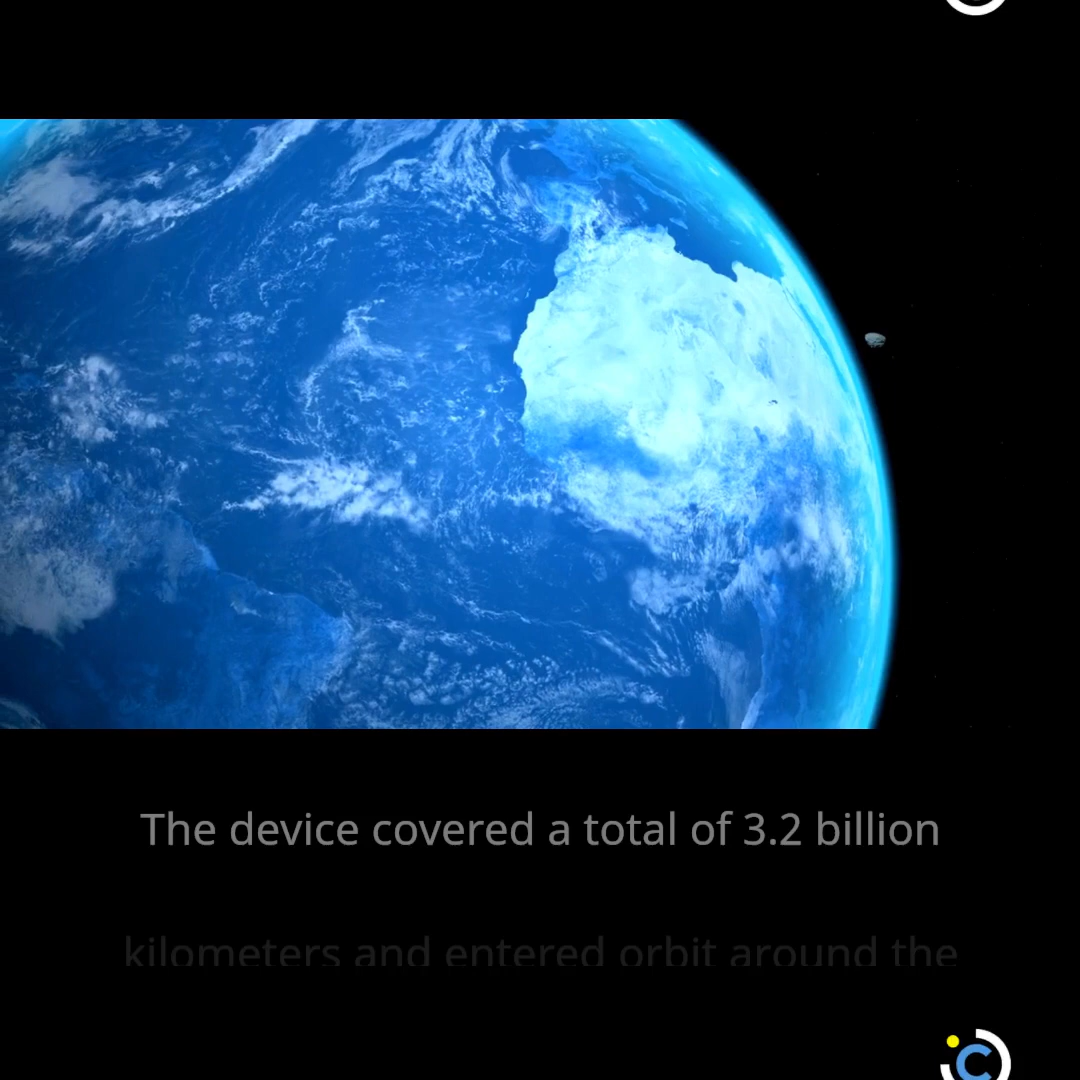 The device covered a total of 3.2 billion
kilometers and entered orbit around the